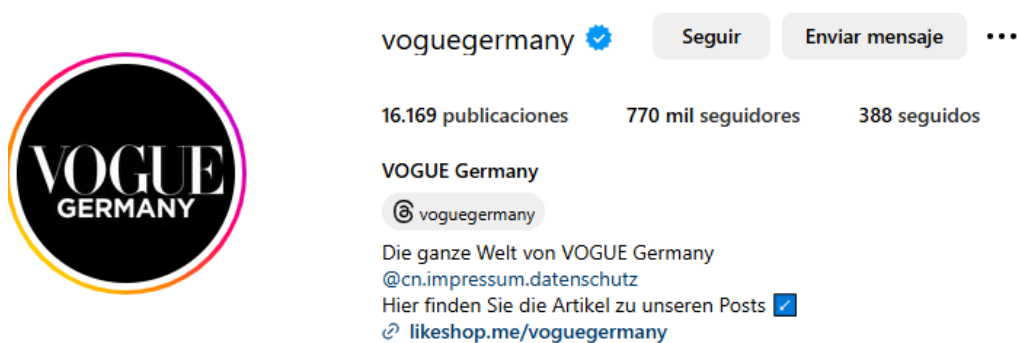 voguegermany Seguir Enviar mensaje
16.169 publicaciones 770 mil seguidores 388 seguidos
VOGUE
GERMANY
VOGUE Germany
voguegermany
Die ganze Welt von VOGUE Germany
@cn.impressum.datenschutz
Hier finden Sie die Artikel zu unseren Posts ↙
likeshop.me/voguegermany